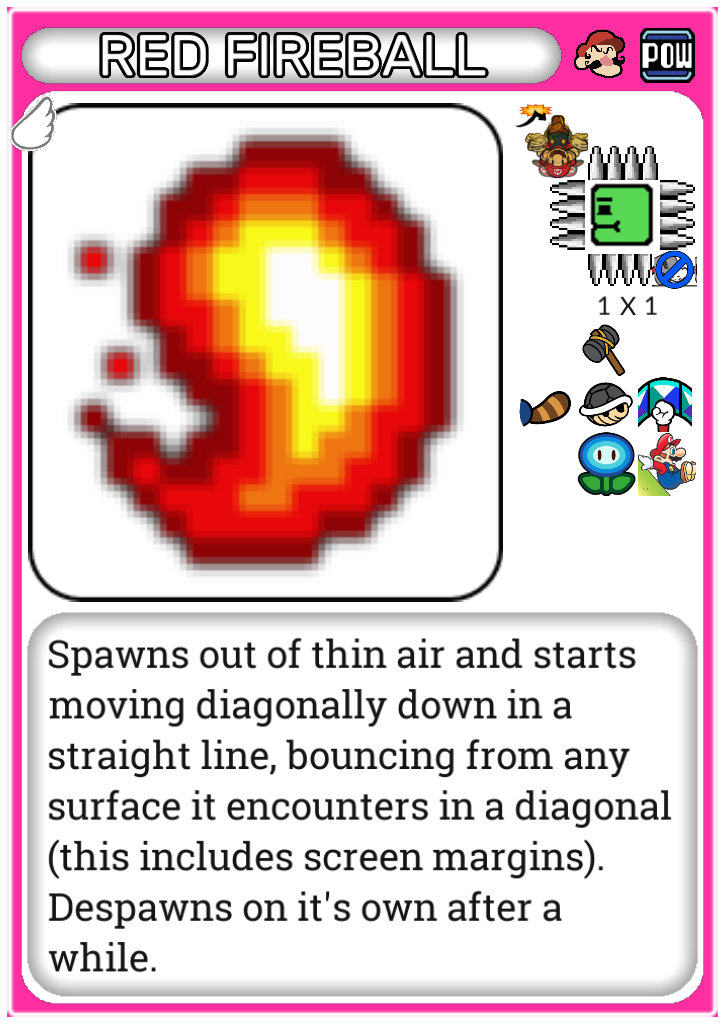 RED FIREBALL
POW
1 X 1
Spawns out of thin air and starts
moving diagonally down in a
straight line, bouncing from any
surface it encounters in a diagonal
(this includes screen margins).
Despawns on it's own after a
while.